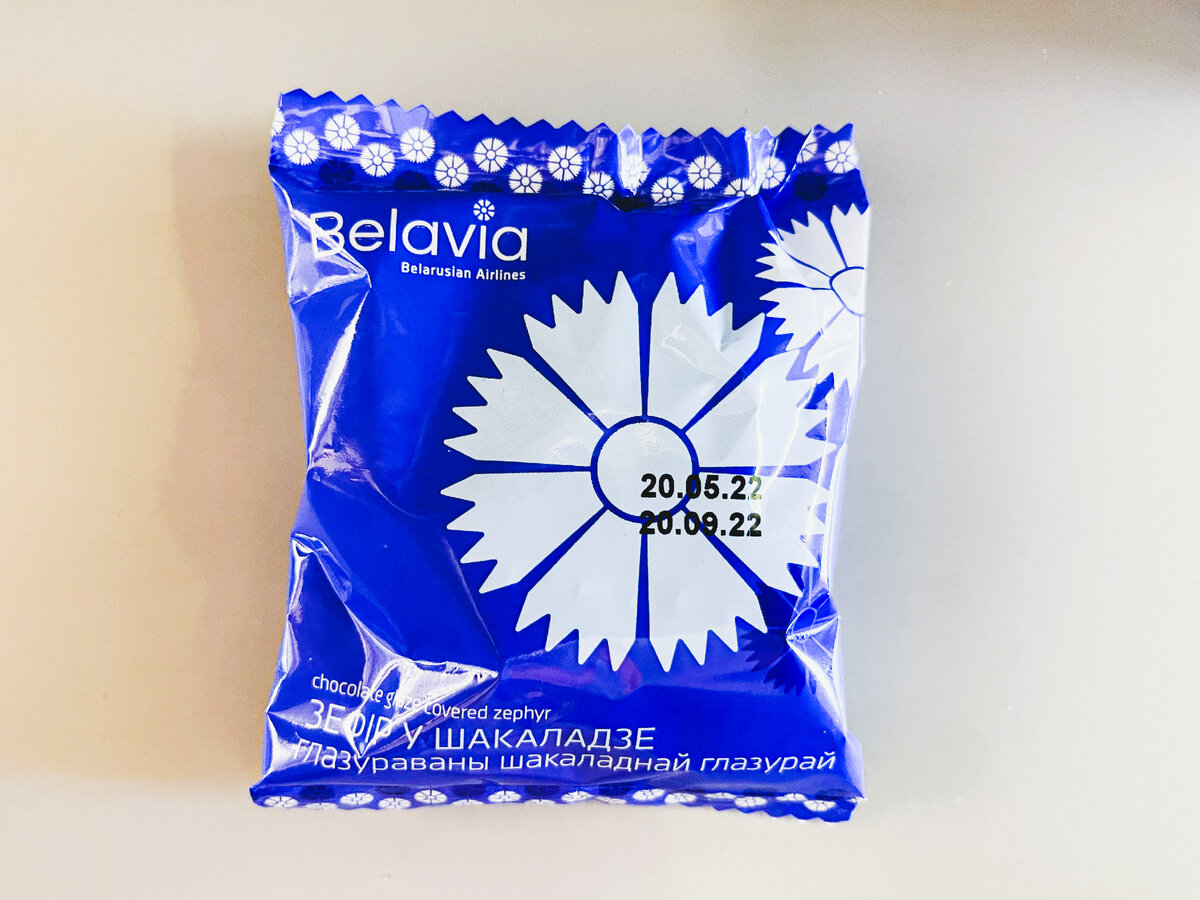 Belavia
Belarusian Airlines
20.05.22
20.09.22
chocolate glaze covered zephyr
ЗЕФІР У ШАКАЛАДЗЕ
глазураваны шакаладнай глазурай